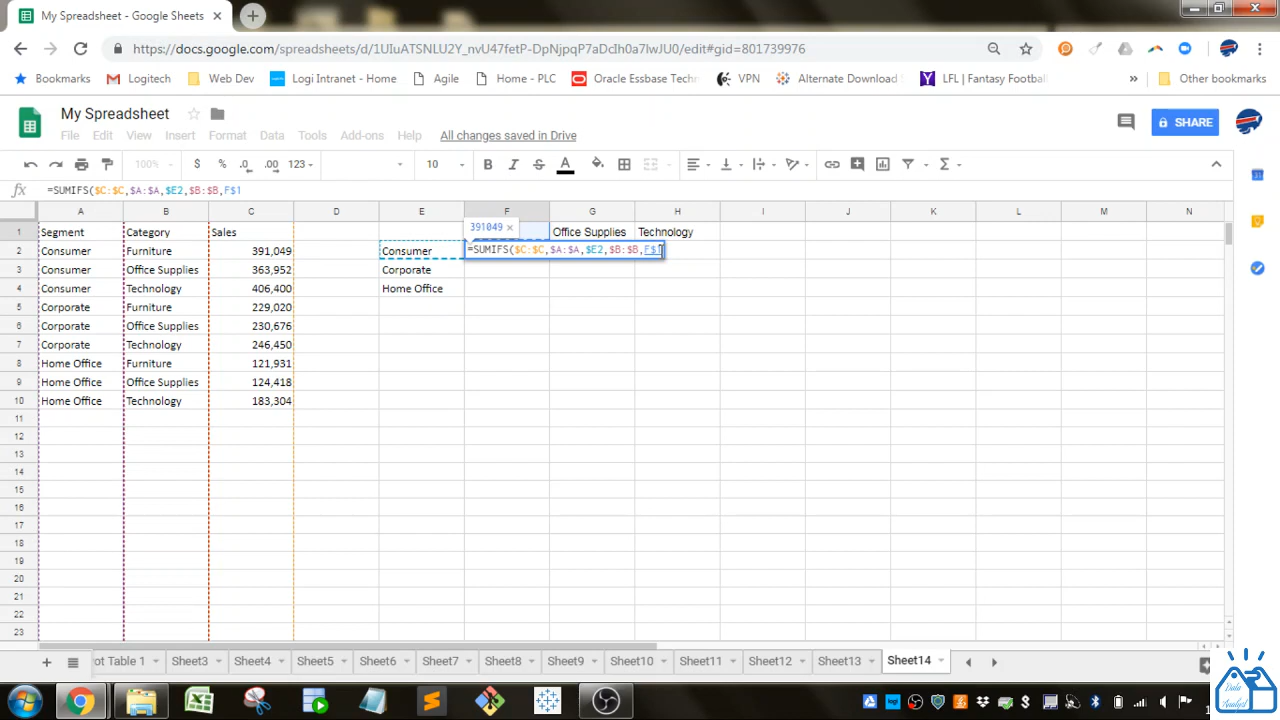 My Spreadsheet - Google Sheets
https://docs.google.com/spreadsheets/d/1UIuATSNLU2Y_nvU47fetP-DpNjpqP7aDclh0a7lwJU0/edit#gid=801739976
Bookmarks Logitech Web Dev Logi Intranet - Home Agile Home - PLC Oracle Essbase Techn VPN Alternate Download LFL | Fantasy Football » Other bookmarks
My Spreadsheet
File Edit View Insert Format Data Tools Add-ons Help All changes saved in Drive SHARE
100% $ % .0 .00 123 10 B I S A
fx =SUMIFS($C:$C,$A:$A,$E2,$B:$B,F$1
A B C D E F G H I J K L M N
391049 ×
1 Segment Category Sales Office Supplies Technology
2 Consumer Furniture 391,049 Consumer =SUMIFS($C:$C,$A:$A,$E2,$B:$B,F$1
3 Consumer Office Supplies 363,952 Corporate
4 Consumer Technology 406,400 Home Office
5 Corporate Furniture 229,020
6 Corporate Office Supplies 230,676
7 Corporate Technology 246,450
8 Home Office Furniture 121,931
9 Home Office Office Supplies 124,418
10 Home Office Technology 183,304
11
12
13
14
15
16
17
18
19
20
21
22
23
ot Table 1 Sheet3 Sheet4 Sheet5 Sheet6 Sheet7 Sheet8 Sheet9 Sheet10 Sheet11 Sheet12 Sheet13 Sheet14
Data
Analyst